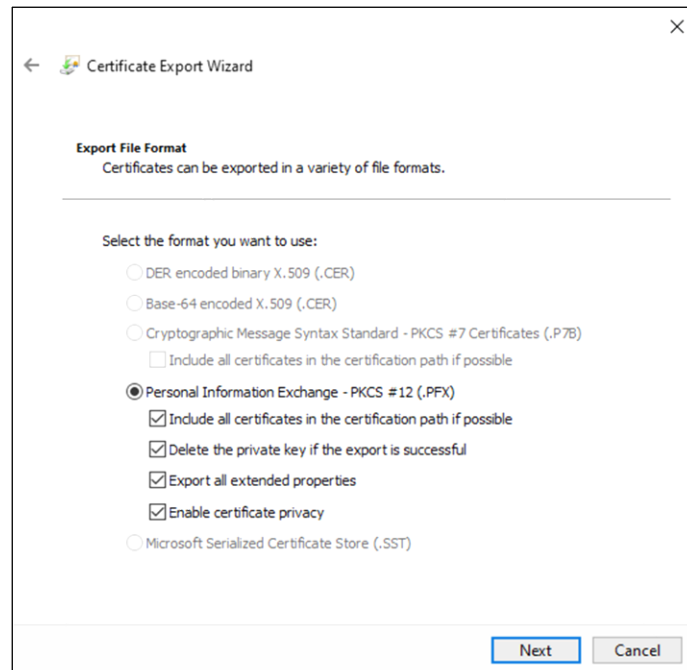 Certificate Export Wizard
Export File Format
Certificates can be exported in a variety of file formats.
Select the format you want to use:
DER encoded binary X.509 (.CER)
Base-64 encoded X.509 (.CER)
Cryptographic Message Syntax Standard - PKCS #7 Certificates (.P7B)
Include all certificates in the certification path if possible
Personal Information Exchange - PKCS #12 (.PFX)
Include all certificates in the certification path if possible
Delete the private key if the export is successful
Export all extended properties
Enable certificate privacy
Microsoft Serialized Certificate Store (.SST)
Next Cancel